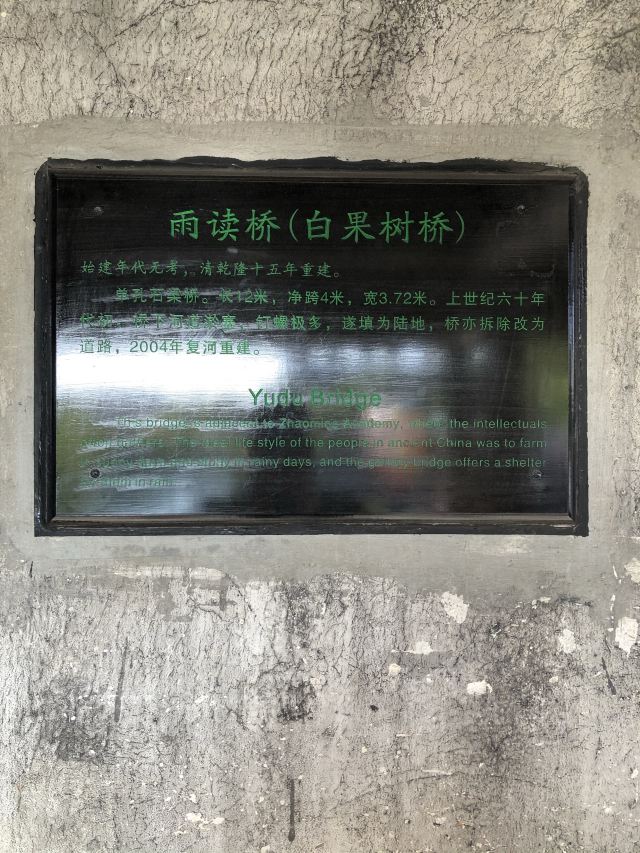 雨读桥(白果树桥)
始建年代无考,清乾隆十五年重建。
单孔石梁桥。长12米,净跨4米,宽3.72米。上世纪六十年
代初,桥下河道淤塞,钉螺极多,遂填为陆地,桥亦拆除改为
道路,2004年复河重建。
Yudu Bridge
This bridge is adjacent to Zhaoming Academy, where the intellectuals
The ideal life style of the people in ancient China was to farm
in rainy days, and the bridge offers a shelter
in rain.